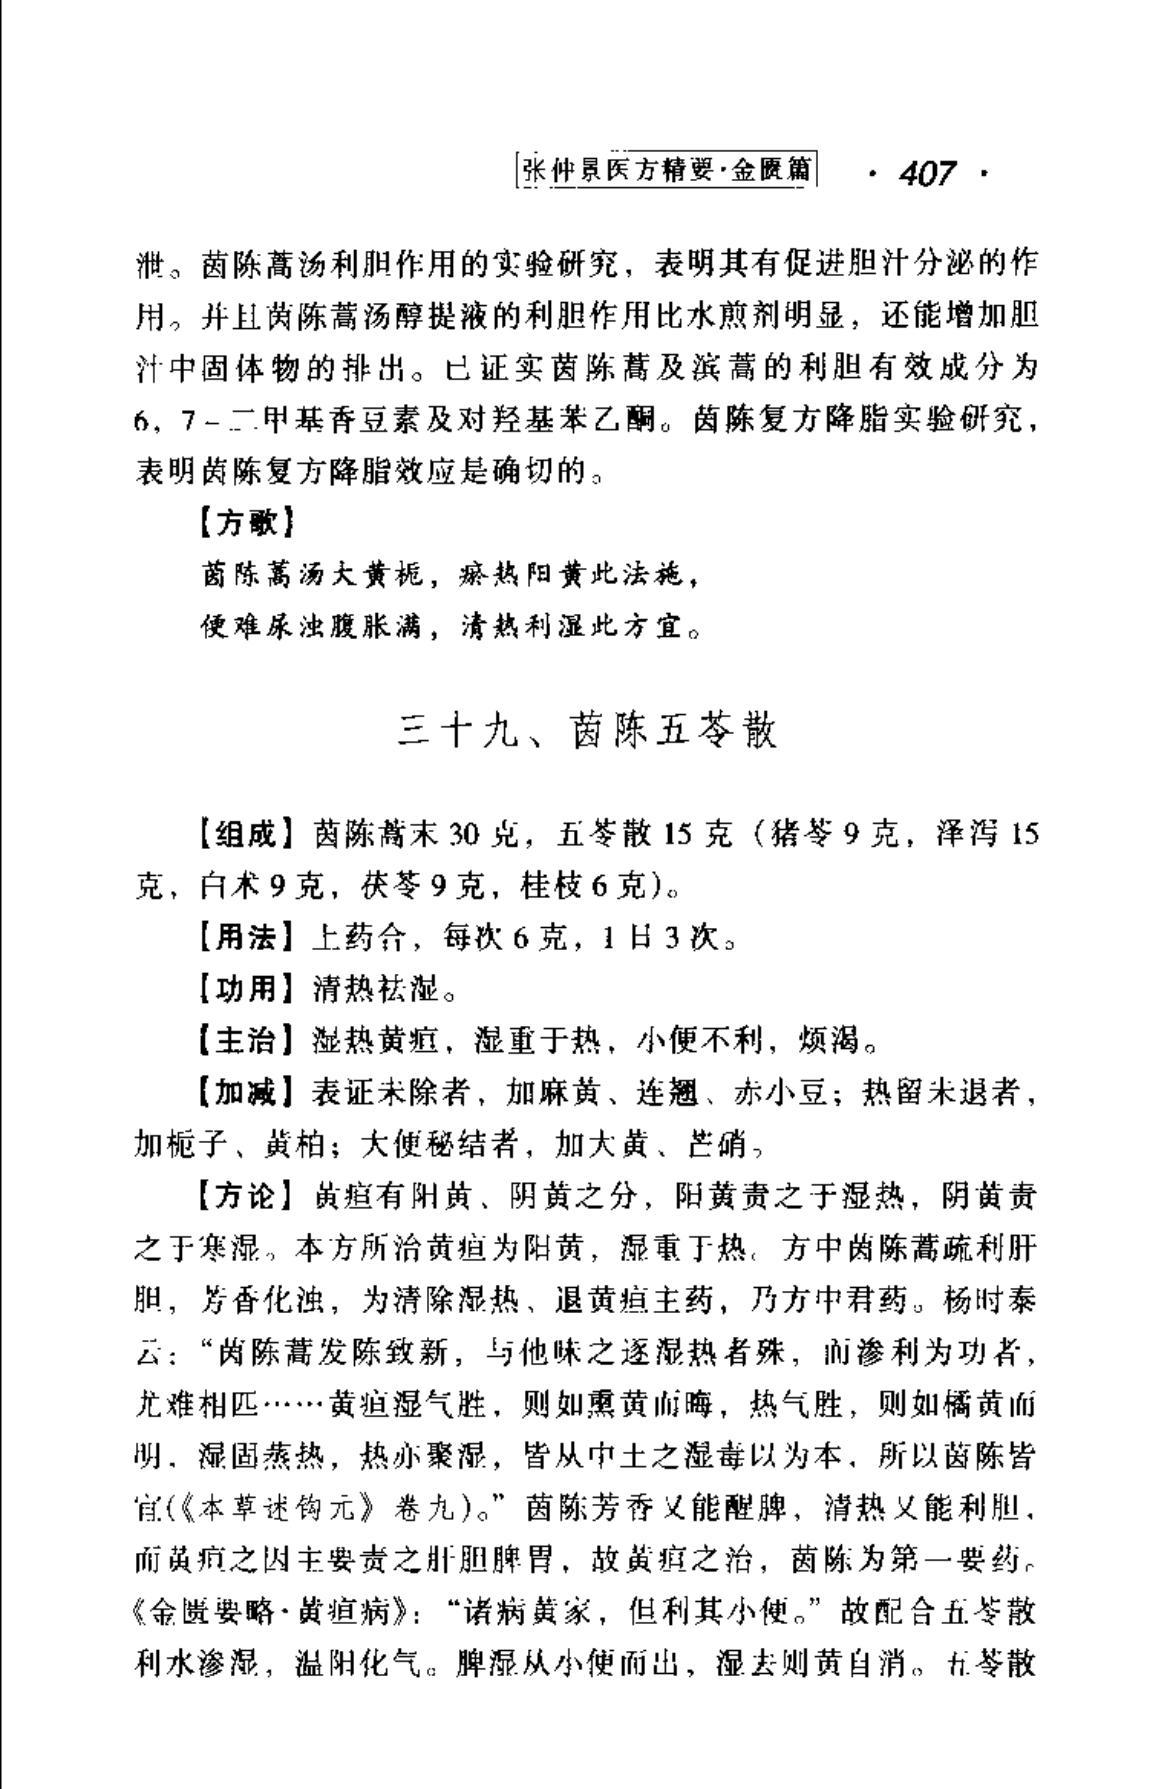 张仲景医方精要·金匮篇 · 407 ·
泄。茵陈蒿汤利胆作用的实验研究，表明其有促进胆汁分泌的作
用。并且茵陈蒿汤醇提液的利胆作用比水煎剂明显，还能增加胆
汁中固体物的排出。已证实茵陈蒿及滨蒿的利胆有效成分为
6，7-二甲基香豆素及对羟基苯乙酮。茵陈复方降脂实验研究，
表明茵陈复方降脂效应是确切的。
【方歌】
茵陈蒿汤大黄栀，瘀热阳黄此法施，
便难尿浊腹胀满，清热利湿此方宜。
三十九、茵陈五苓散
【组成】茵陈蒿末 30 克，五苓散 15 克（猪苓 9 克，泽泻 15
克，白术 9 克，茯苓 9 克，桂枝 6 克）。
【用法】上药合，每次 6 克，1 日 3 次。
【功用】清热祛湿。
【主治】湿热黄疸，湿重于热，小便不利，烦渴。
【加减】表证未除者，加麻黄、连翘、赤小豆；热留未退者，
加栀子、黄柏；大便秘结者，加大黄、芒硝。
【方论】黄疸有阳黄、阴黄之分，阳黄责之于湿热，阴黄责
之于寒湿。本方所治黄疸为阳黄，湿重于热。方中茵陈蒿疏利肝
胆，芳香化浊，为清除湿热、退黄疸主药，乃方中君药。杨时泰
云：“茵陈蒿发陈致新，与他味之逐湿热者殊，而渗利为功者，
尤难相匹……黄疸湿气胜，则如熏黄而晦，热气胜，则如橘黄而
明，湿固蒸热，热亦聚湿，皆从中土之湿毒以为本，所以茵陈皆
宜(《本草述钩元》卷九)。”茵陈芳香又能醒脾，清热又能利胆，
而黄疸之因主要责之肝胆脾胃，故黄疸之治，茵陈为第一要药。
《金匮要略·黄疸病》：“诸病黄家，但利其小便。”故配合五苓散
利水渗湿，温阳化气。脾湿从小便而出，湿去则黄自消。五苓散